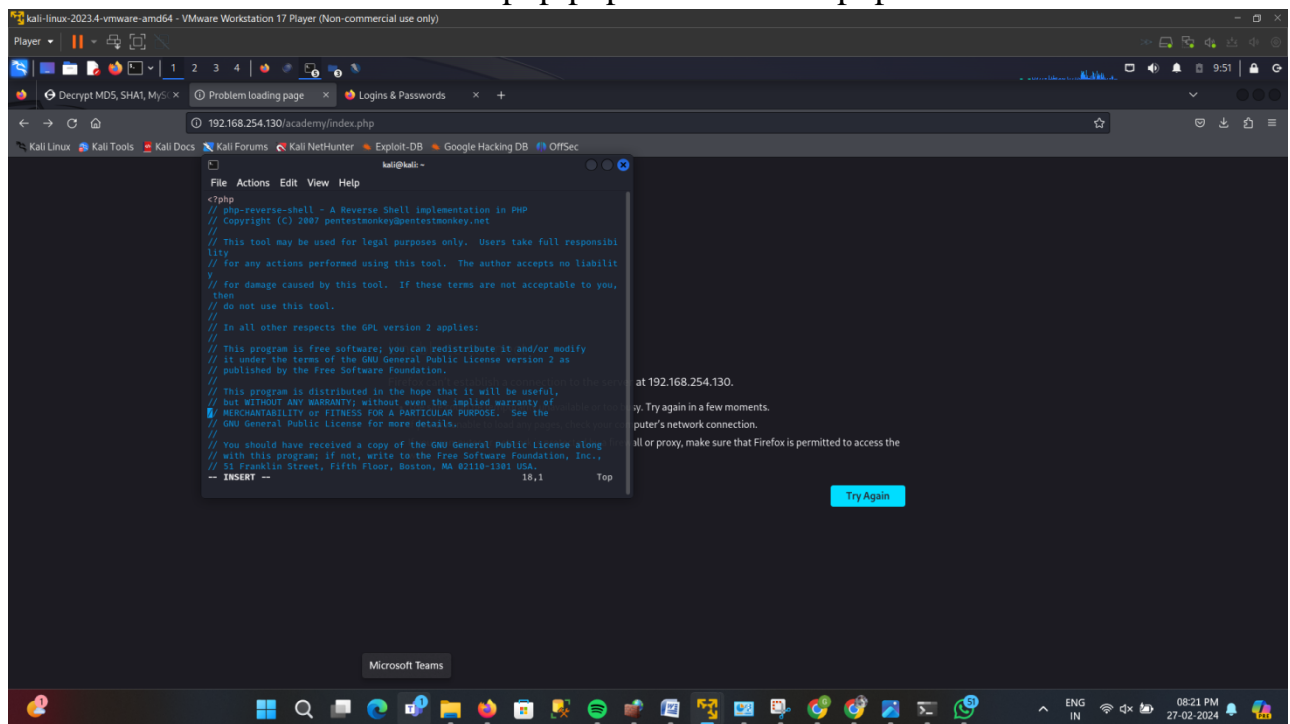 kali-linux-2023.4-vmware-amd64 - VMware Workstation 17 Player (Non-commercial use only)
Player
1 2 3 4
9:51
Decrypt MD5, SHA1, MyS
Problem loading page
Logins & Passwords
192.168.254.130/academy/index.php
Kali Linux Kali Tools Kali Docs Kali Forums Kali NetHunter Exploit-DB Google Hacking DB OffSec
kali@kali: ~
File Actions Edit View Help
<?php
// php-reverse-shell - A Reverse Shell implementation in PHP
// Copyright (C) 2007 pentestmonkey@pentestmonkey.net
//
// This tool may be used for legal purposes only. Users take full responsibi
lity
// for any actions performed using this tool. The author accepts no liabilit
y
// for damage caused by this tool. If these terms are not acceptable to you,
then
// do not use this tool.
//
// In all other respects the GPL version 2 applies:
//
// This program is free software; you can redistribute it and/or modify
// it under the terms of the GNU General Public License version 2 as
// published by the Free Software Foundation.
//
// This program is distributed in the hope that it will be useful,
// but WITHOUT ANY WARRANTY; without even the implied warranty of
// MERCHANTABILITY or FITNESS FOR A PARTICULAR PURPOSE. See the
// GNU General Public License for more details.
//
// You should have received a copy of the GNU General Public License along
// with this program; if not, write to the Free Software Foundation, Inc.,
// 51 Franklin Street, Fifth Floor, Boston, MA 02110-1301 USA.
-- INSERT -- 18,1 Top
at 192.168.254.130.
sy. Try again in a few moments.
puter's network connection.
all or proxy, make sure that Firefox is permitted to access the
Try Again
Microsoft Teams
ENG
IN
08:21 PM
27-02-2024